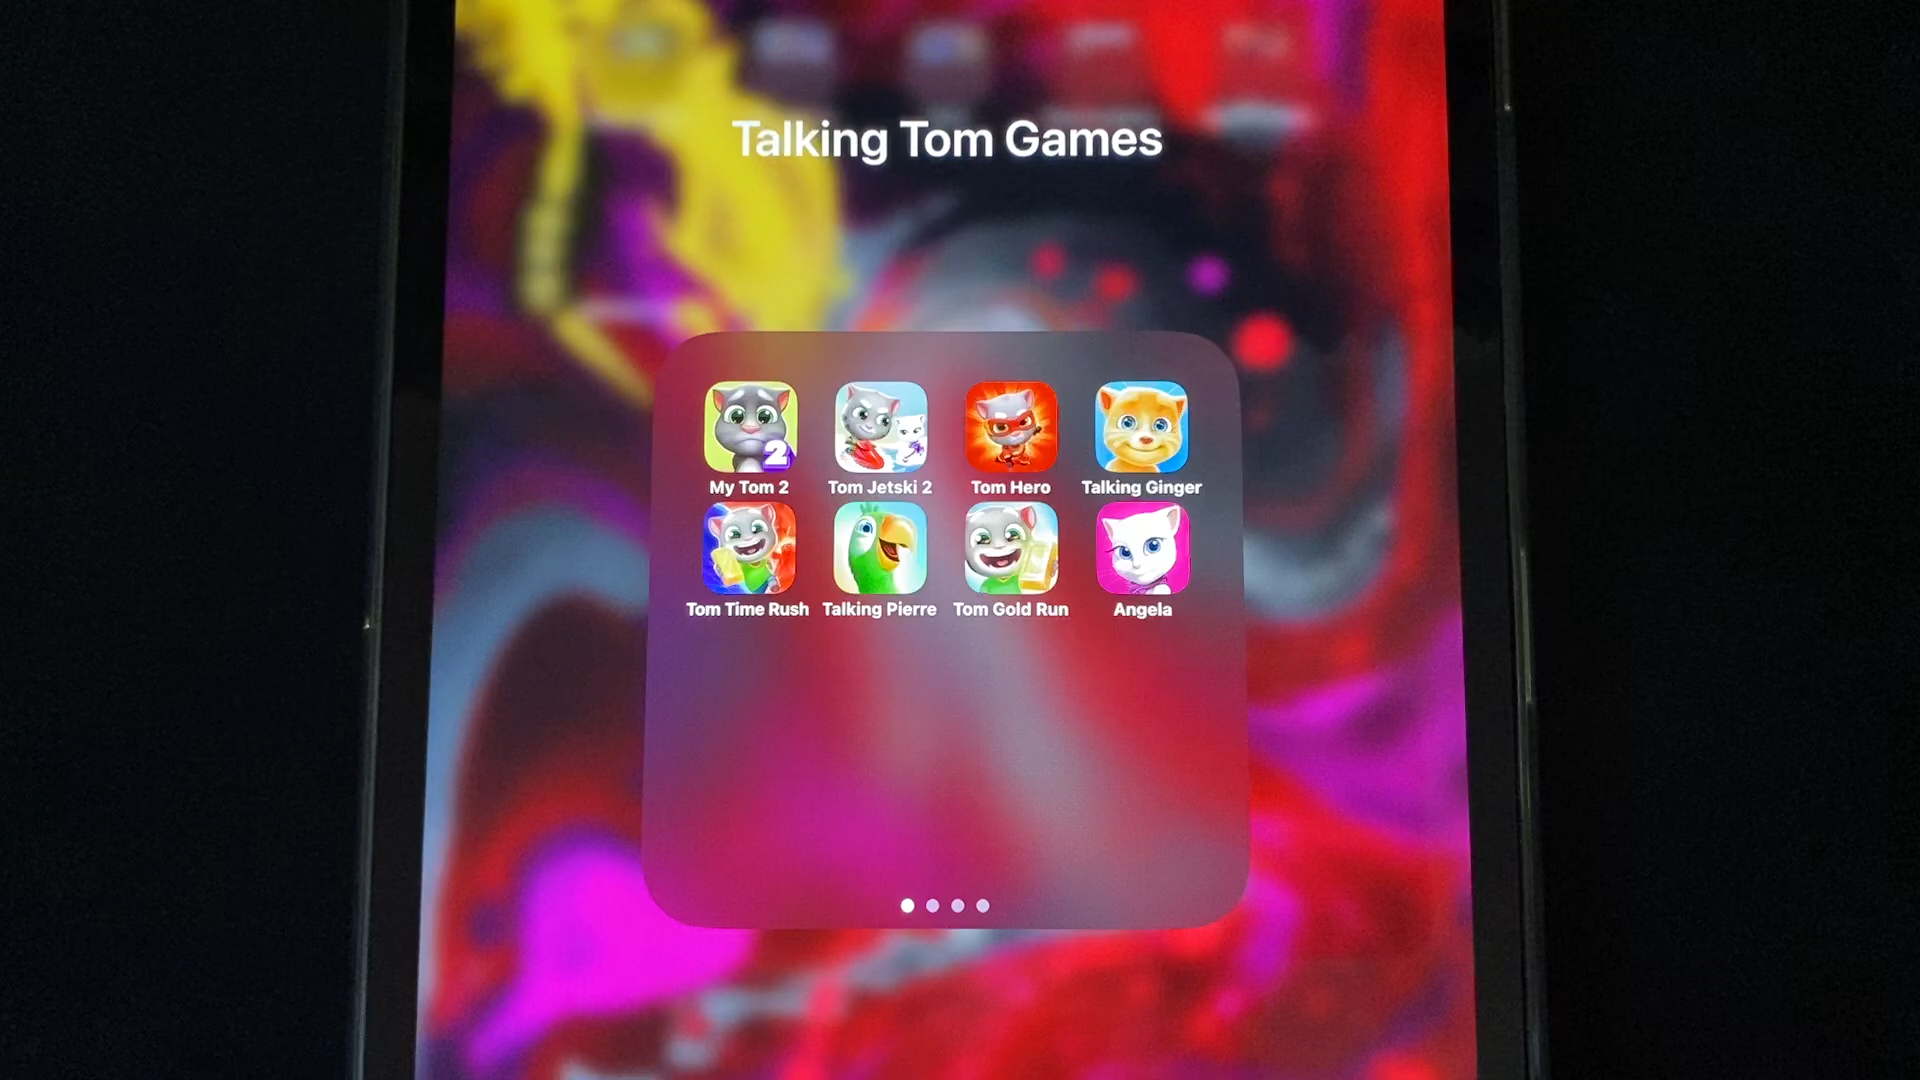 Talking Tom Games
2
My Tom 2
Tom Jetski 2
Tom Hero
Talking Ginger
Tom Time Rush
Talking Pierre
Tom Gold Run
Angela